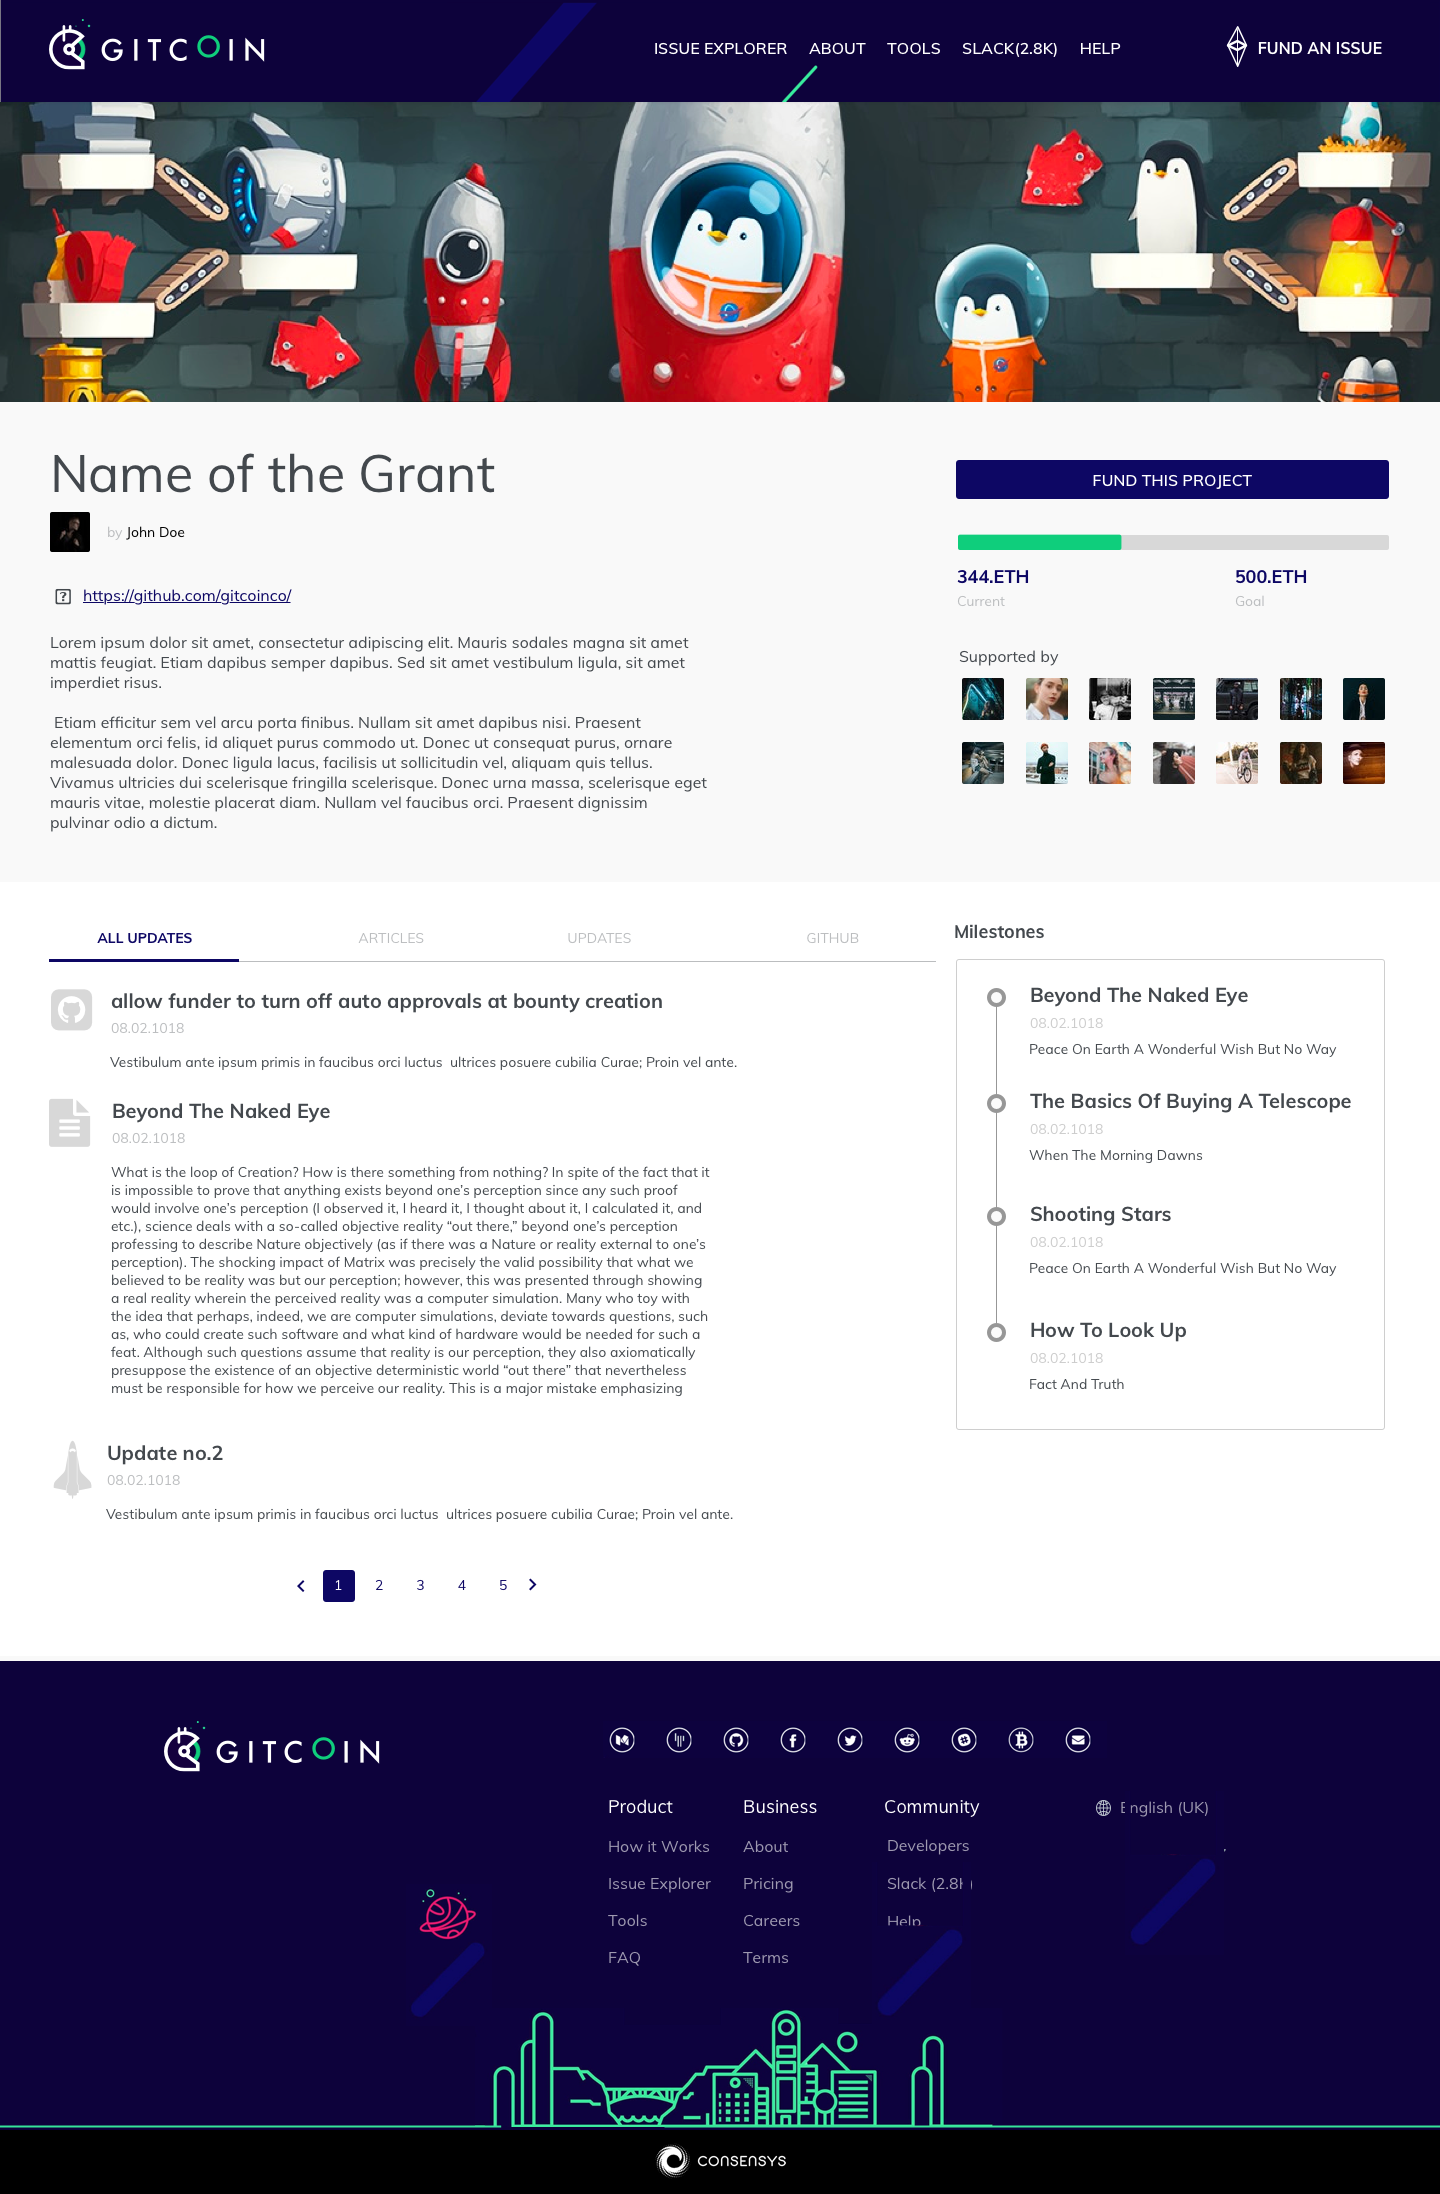 GITCOIN
ISSUE EXPLORER ABOUT TOOLS SLACK(2.8K) HELP
FUND AN ISSUE
Name of the Grant
by John Doe
https://github.com/gitcoinco/
Lorem ipsum dolor sit amet, consectetur adipiscing elit. Mauris sodales magna sit amet
mattis feugiat. Etiam dapibus semper dapibus. Sed sit amet vestibulum ligula, sit amet
imperdiet risus.
Etiam efficitur sem vel arcu porta finibus. Nullam sit amet dapibus nisi. Praesent
elementum orci felis, id aliquet purus commodo ut. Donec ut consequat purus, ornare
malesuada dolor. Donec ligula lacus, facilisis ut sollicitudin vel, aliquam quis tellus.
Vivamus ultricies dui scelerisque fringilla scelerisque. Donec urna massa, scelerisque eget
mauris vitae, molestie placerat diam. Nullam vel faucibus orci. Praesent dignissim
pulvinar odio a dictum.
FUND THIS PROJECT
344.ETH 500.ETH
Current Goal
Supported by
ALL UPDATES ARTICLES UPDATES GITHUB
allow funder to turn off auto approvals at bounty creation
08.02.1018
Vestibulum ante ipsum primis in faucibus orci luctus  ultrices posuere cubilia Curae; Proin vel ante.
Beyond The Naked Eye
08.02.1018
What is the loop of Creation? How is there something from nothing? In spite of the fact that it
is impossible to prove that anything exists beyond one’s perception since any such proof
would involve one’s perception (I observed it, I heard it, I thought about it, I calculated it, and
etc.), science deals with a so-called objective reality “out there,” beyond one’s perception
professing to describe Nature objectively (as if there was a Nature or reality external to one’s
perception). The shocking impact of Matrix was precisely the valid possibility that what we
believed to be reality was but our perception; however, this was presented through showing
a real reality wherein the perceived reality was a computer simulation. Many who toy with
the idea that perhaps, indeed, we are computer simulations, deviate towards questions, such
as, who could create such software and what kind of hardware would be needed for such a
feat. Although such questions assume that reality is our perception, they also axiomatically
presuppose the existence of an objective deterministic world “out there” that nevertheless
must be responsible for how we perceive our reality. This is a major mistake emphasizing
Update no.2
08.02.1018
Vestibulum ante ipsum primis in faucibus orci luctus  ultrices posuere cubilia Curae; Proin vel ante.
1 2 3 4 5
Milestones
Beyond The Naked Eye
08.02.1018
Peace On Earth A Wonderful Wish But No Way
The Basics Of Buying A Telescope
08.02.1018
When The Morning Dawns
Shooting Stars
08.02.1018
Peace On Earth A Wonderful Wish But No Way
How To Look Up
08.02.1018
Fact And Truth
GITCOIN
Product
How it Works
Issue Explorer
Tools
FAQ
Business
About
Pricing
Careers
Terms
Community
Developers
Slack (2.8
Help
English (UK)
CONSENSYS